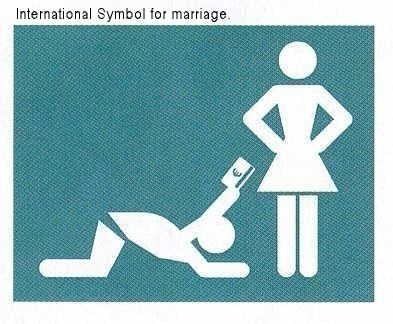 International Symbol for marriage.
€